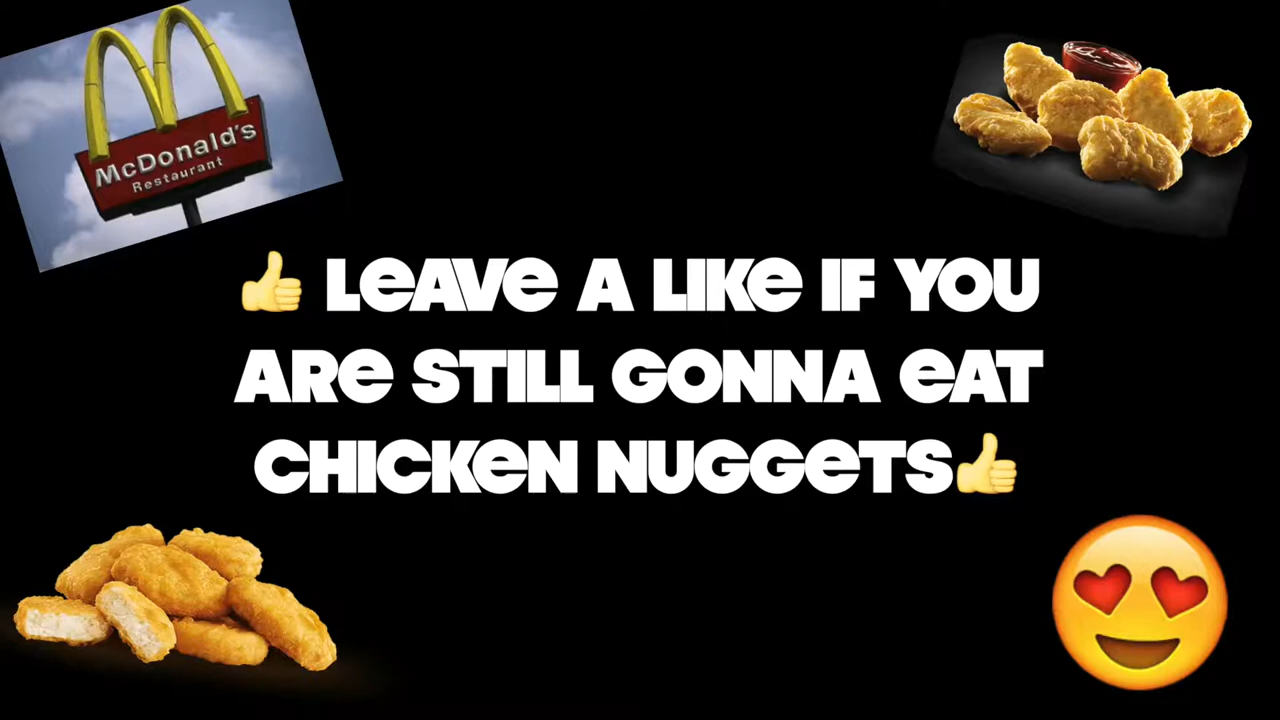 McDonald's
Restaurant
👍 LeAVe A LIKe IF YOU
ARe STILL GONNA eAT
CHICKeN NUGGeTS👍